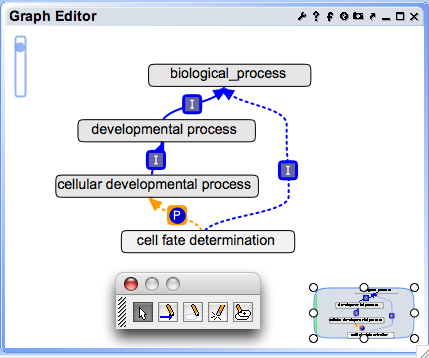 Graph Editor
biological_process
I
developmental process
I
I
cellular developmental process
P
cell fate determination